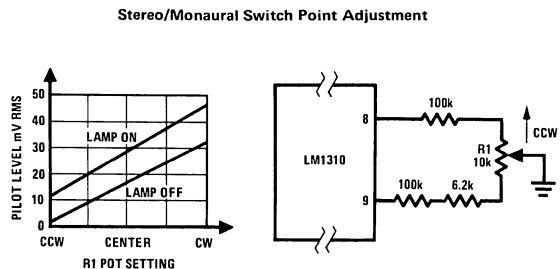 Stereo/Monaural Switch Point Adjustment
PILOT LEVEL mV RMS
50
40
30
20
10
0
LAMP ON
LAMP OFF
CCW CENTER CW
R1 POT SETTING
LM1310
8
9
100k
R1
10k
CCW
100k
6.2k